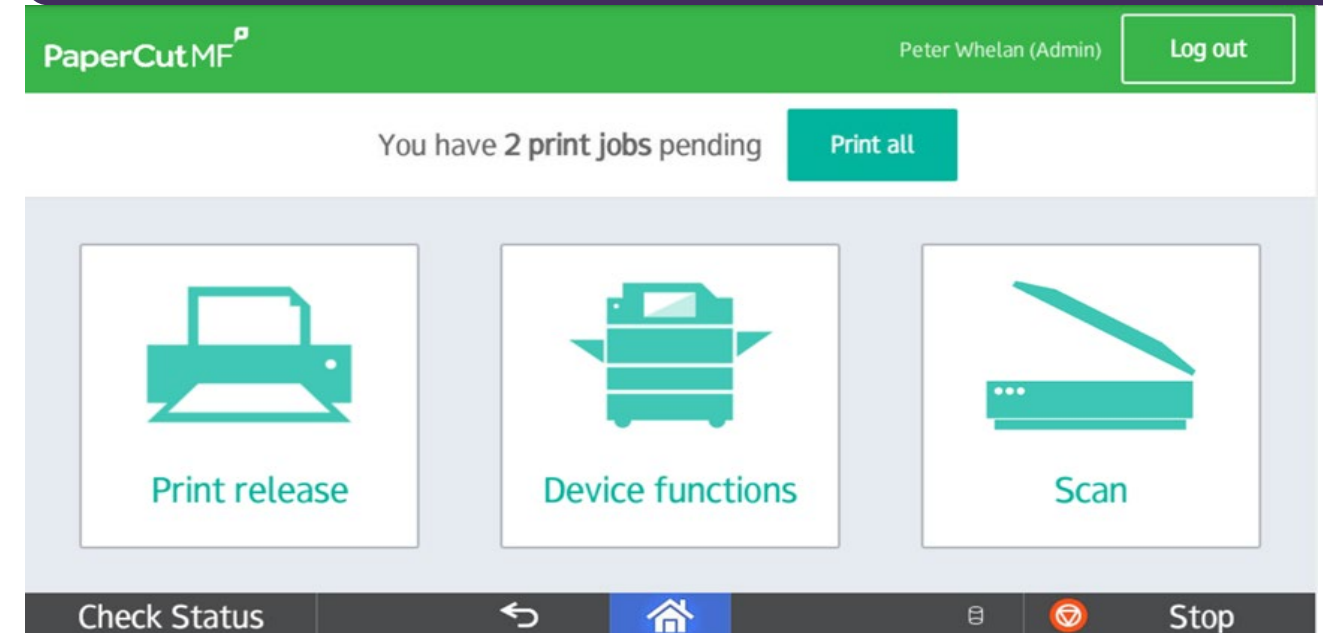 PaperCutMF
Peter Whelan (Admin)
Log out
You have 2 print jobs pending
Print all
Print release
Device functions
Scan
Check Status
Stop